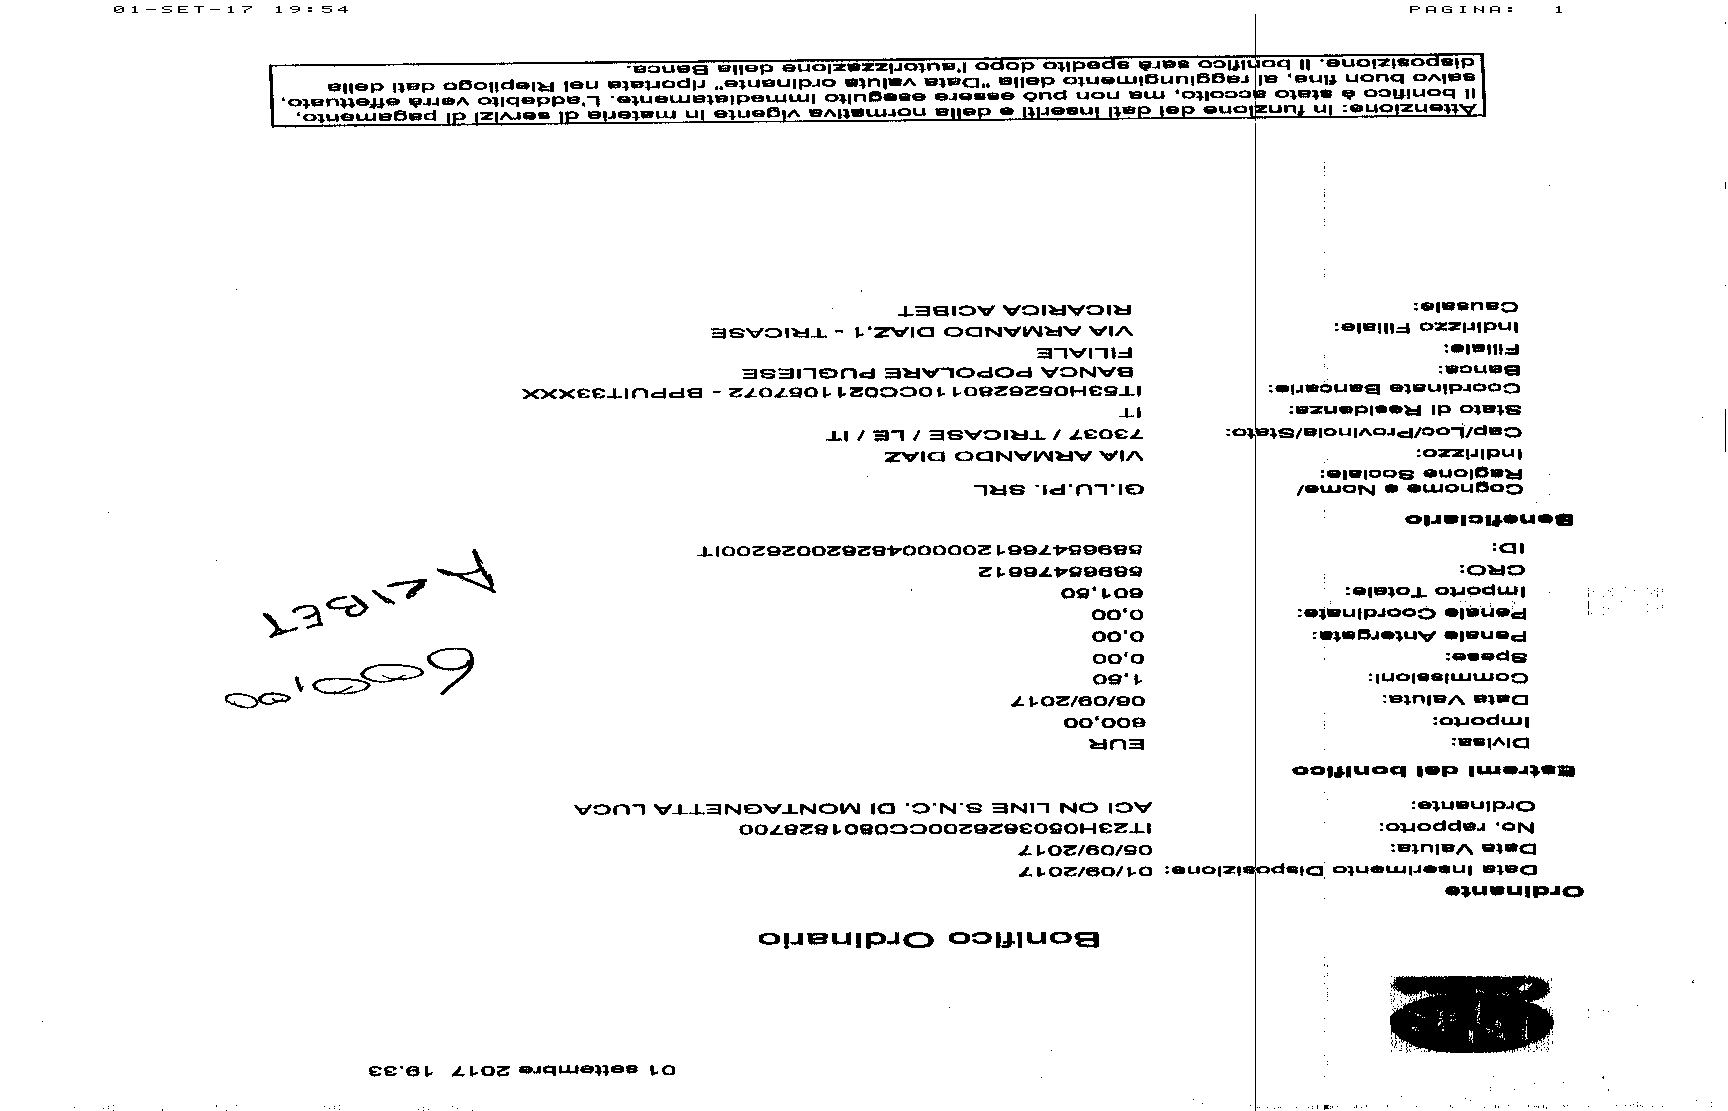 01-SET-17 19:54 PAGINA: 1
01 settembre 2017 19.33
Bonifico Ordinario
Ordinante
Data Inserimento Disposizione: 01/09/2017
Data Valuta: 05/09/2017
No. rapporto: IT23H0503626200CC0801828700
Ordinante: ACI ON LINE S.N.C. DI MONTAGNETTA LUCA
Estremi del bonifico
Divisa: EUR
Importo: 600,00
Data Valuta: 06/09/2017
Commissioni: 1,60
Spese: 0,00
Penale Antergate: 0,00
Penale Coordinate: 0,00
Importo Totale: 601,60
CRO: 58965476612
ID: 589654766120000048262002620​0IT
600,00
ACIBET
Beneficiario
Cognome e Nome/
Ragione Sociale: GI.LU.PI. SRL
Indirizzo: VIA ARMANDO DIAZ
Cap/Loc/Provincia/Stato: 73037 / TRICASE / LE / IT
Stato di Residenza: IT
Coordinate Bancarie: IT53H0526280110CC0211057072 - BPPUIT33XXX
Banca: BANCA POPOLARE PUGLIESE
Filiale: FILIALE
Indirizzo Filiale: VIA ARMANDO DIAZ,1 - TRICASE
Causale: RICARICA ACIBET
Attenzione: in funzione dei dati inseriti e della normativa vigente in materia di servizi di pagamento,
il bonifico è stato accolto, ma non può essere eseguito immediatamente. L'addebito verrà effettuato,
salvo buon fine, al raggiungimento della "Data valuta ordinante" riportata nel Riepilogo dati della
disposizione. Il bonifico sarà spedito dopo l'autorizzazione della Banca.